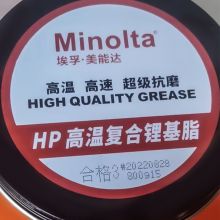 Minolta®
埃孚·美能达
高温 高速 超级抗磨
HIGH QUALITY GREASE
HP 高温复合锂基脂
合格3 #20220828
800915